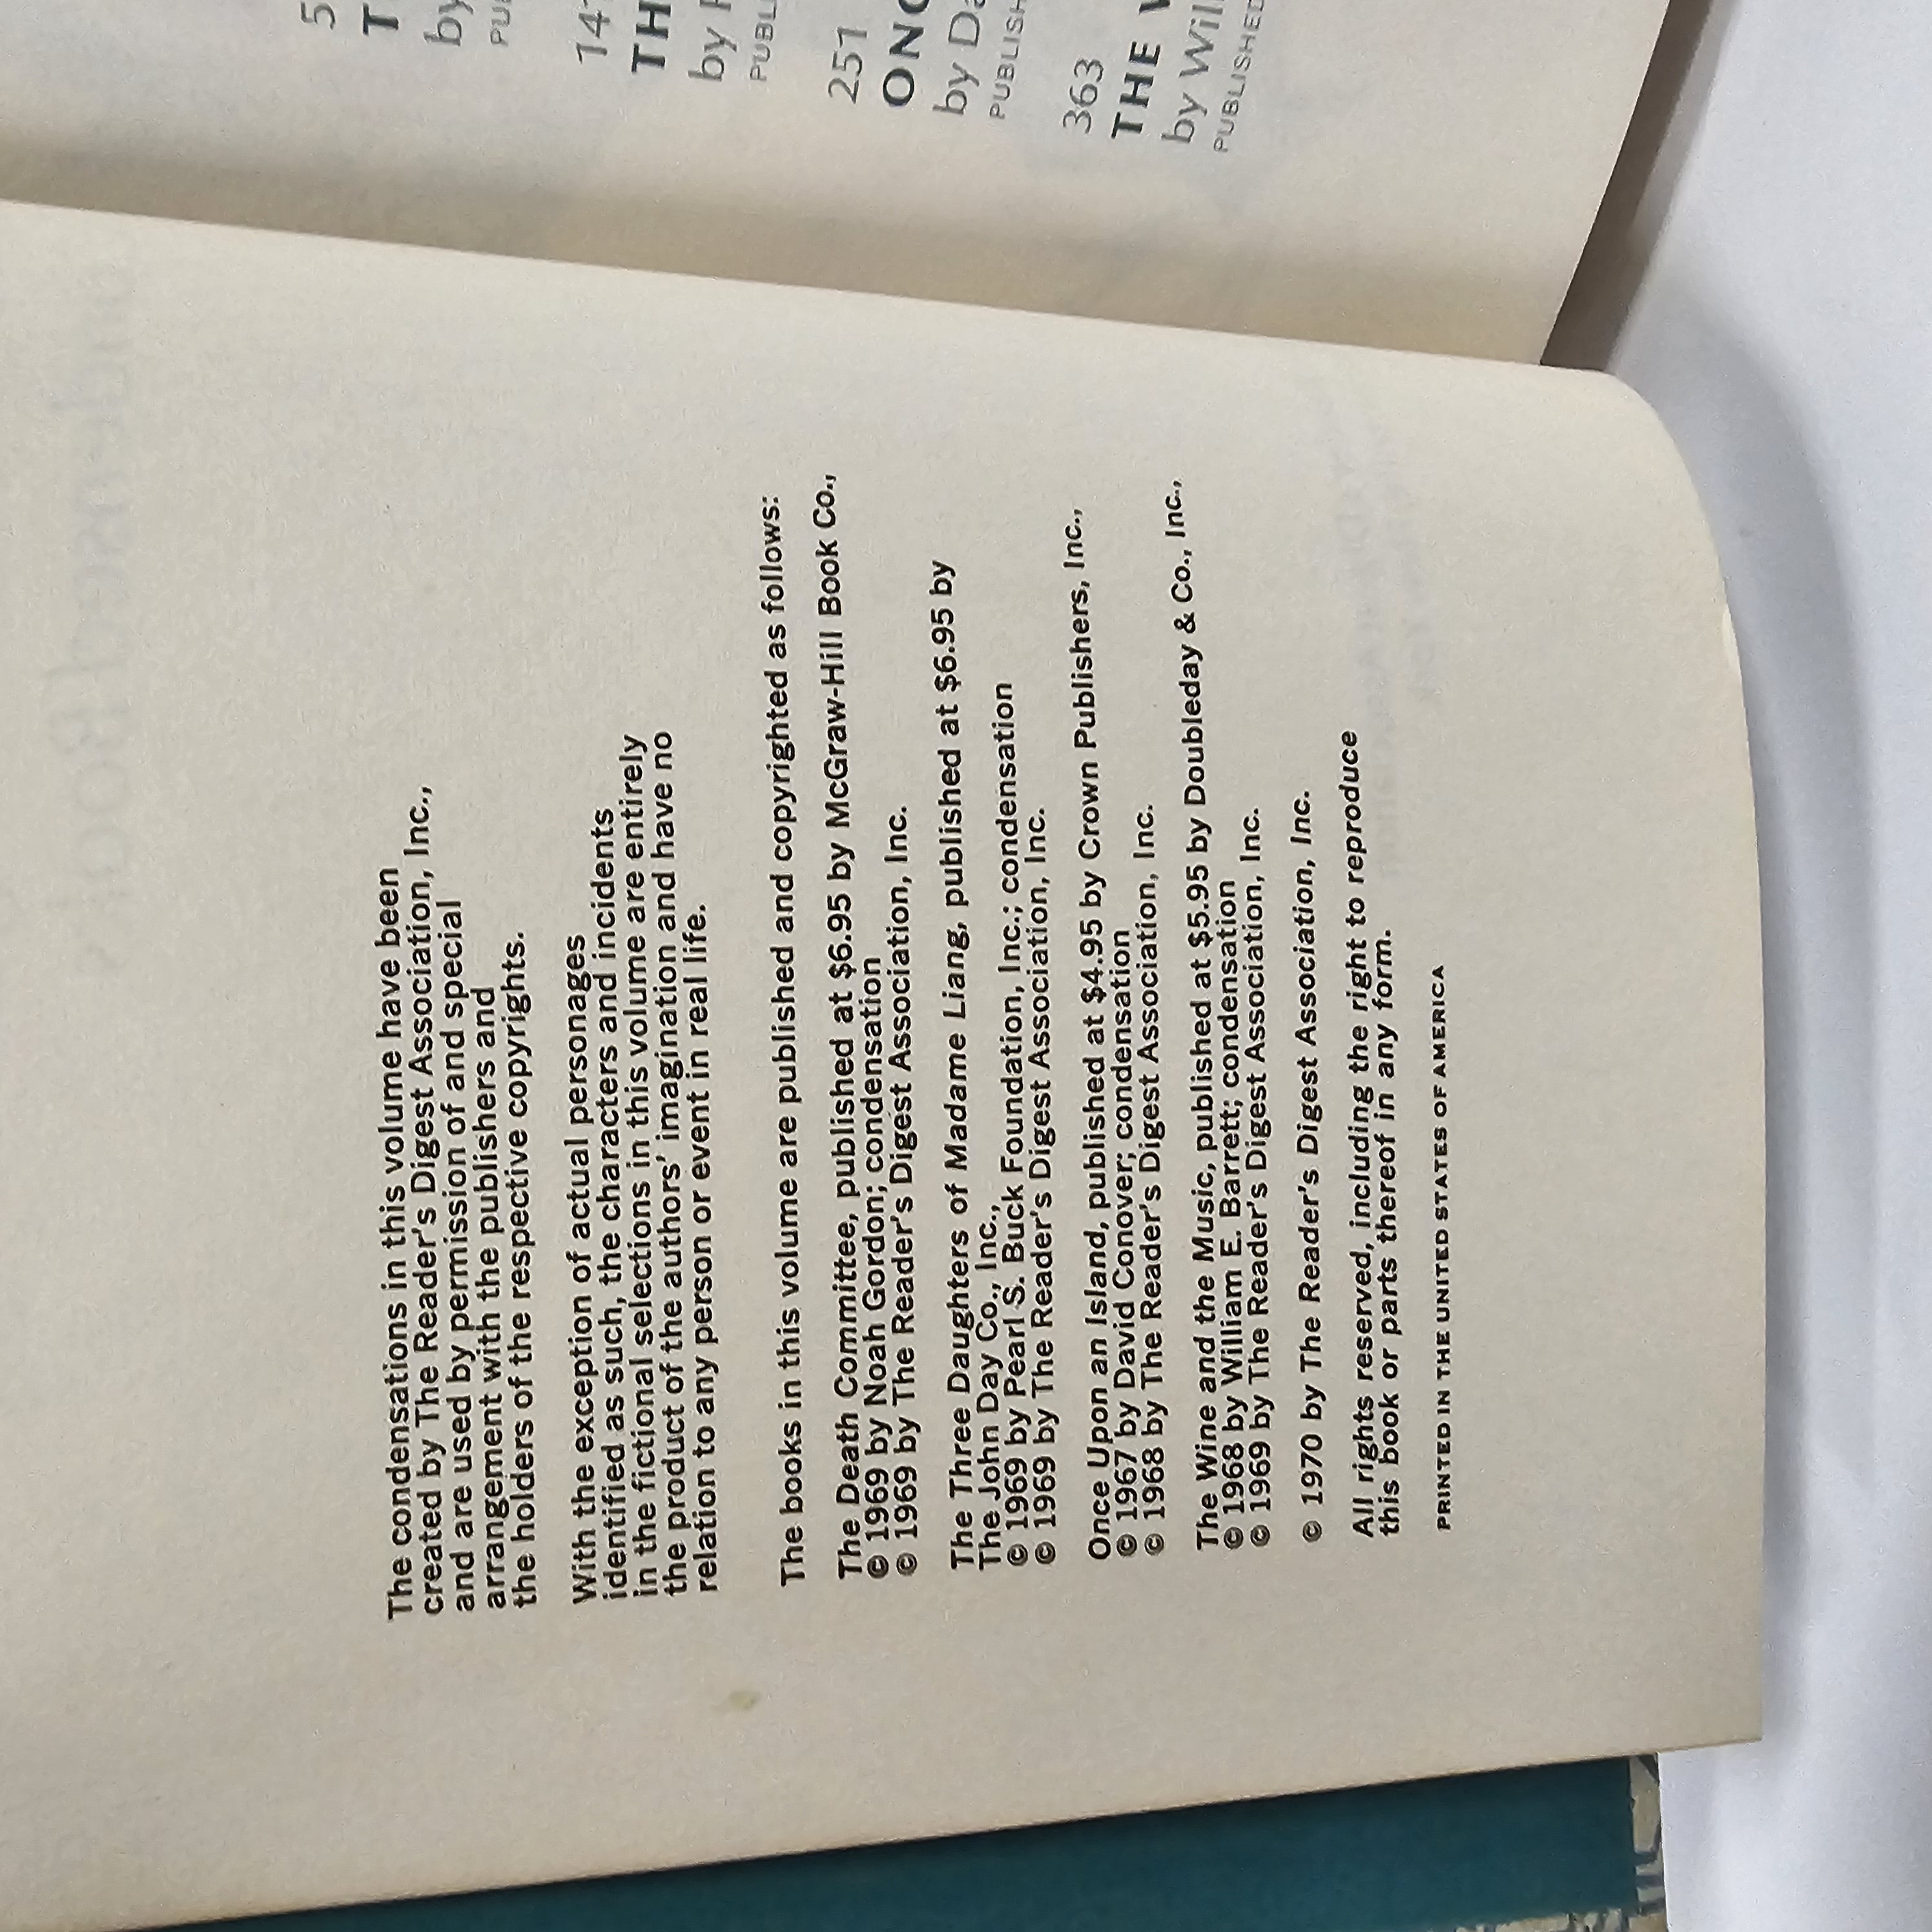 The condensations in this volume have been
created by The Reader's Digest Association, Inc.,
and are used by permission of and special
arrangement with the publishers and
the holders of the respective copyrights.
With the exception of actual personages
identified as such, the characters and incidents
in the fictional selections in this volume are entirely
the product of the authors' imagination and have no
relation to any person or event in real life.
The books in this volume are published and copyrighted as follows:
The Death Committee, published at $6.95 by McGraw-Hill Book Co.,
© 1969 by Noah Gordon; condensation
© 1969 by The Reader's Digest Association, Inc.
The Three Daughters of Madame Liang, published at $6.95 by
The John Day Co., Inc.,
© 1969 by Pearl S. Buck Foundation, Inc.; condensation
© 1969 by The Reader's Digest Association, Inc.
Once Upon an Island, published at $4.95 by Crown Publishers, Inc.,
© 1967 by David Conover; condensation
© 1968 by The Reader's Digest Association, Inc.
The Wine and the Music, published at $5.95 by Doubleday & Co., Inc.,
© 1968 by William E. Barrett; condensation
© 1969 by The Reader's Digest Association, Inc.
© 1970 by The Reader's Digest Association, Inc.
All rights reserved, including the right to reproduce
this book or parts thereof in any form.
PRINTED IN THE UNITED STATES OF AMERICA
by
by
251
by
363
THE
by
PUBLISHED